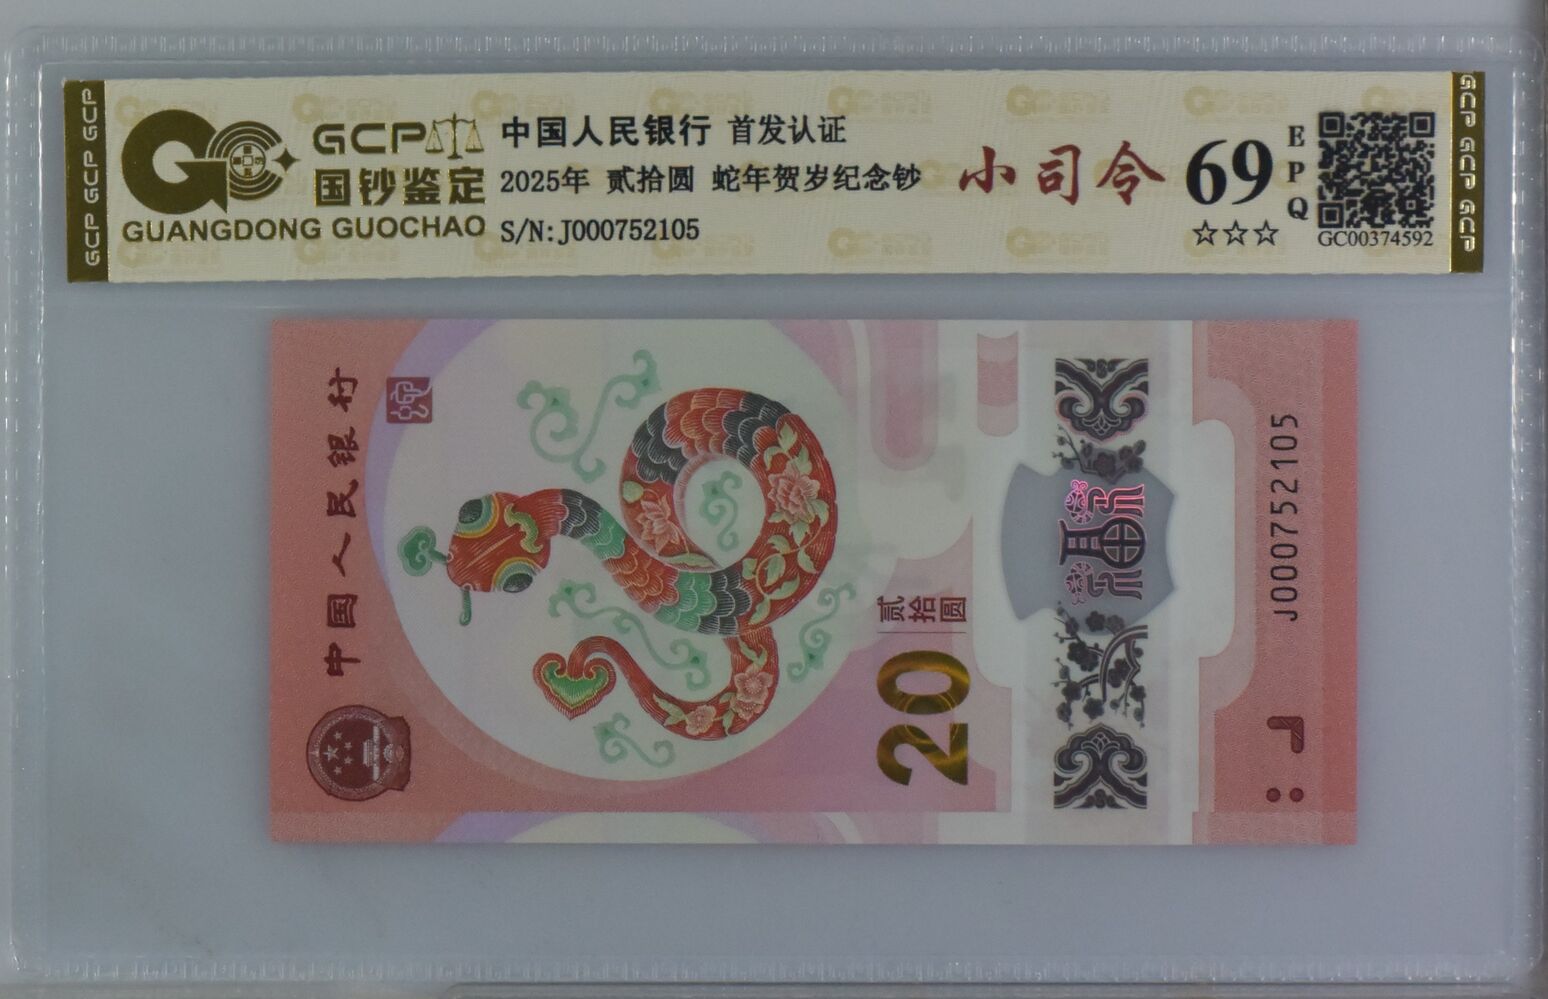 GCP GCP GCP
GCP
国钞鉴定
GUANGDONG GUOCHAO
中国人民银行 首发认证
2025年 贰拾圆 蛇年贺岁纪念钞
S/N:J000752105
小司令
69
EPQ
☆☆☆
GC00374592
GCP GCP GCP
中国人民银行
贰拾圆
20
J000752105